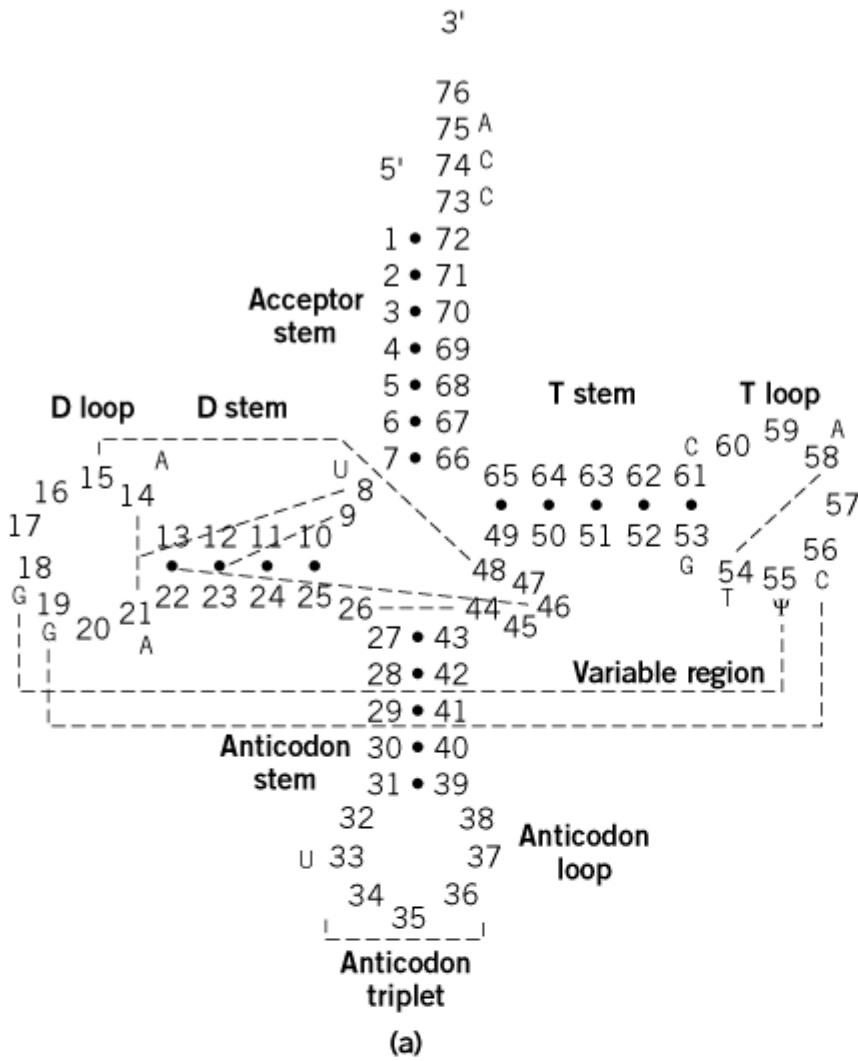 3'
76
75 A
5' 74 C
73 C
1 • 72
2 • 71
Acceptor 3 • 70
stem 4 • 69
5 • 68
D loop D stem 6 • 67 T stem T loop
7 • 66
15 A U C 60 59 A
16 14 8 65 64 63 62 61 58
17 9 • • • • • 57
13 12 11 10 49 50 51 52 53 56
18 • • • • 48 47 G 54 55 C
G 19 22 23 24 25 46 T Ψ
G 20 21 26 44 45
A 27 • 43
28 • 42 Variable region
29 • 41
Anticodon 30 • 40
stem 31 • 39
32 38 Anticodon
U 33 37 loop
34 36
35
Anticodon
triplet
(a)